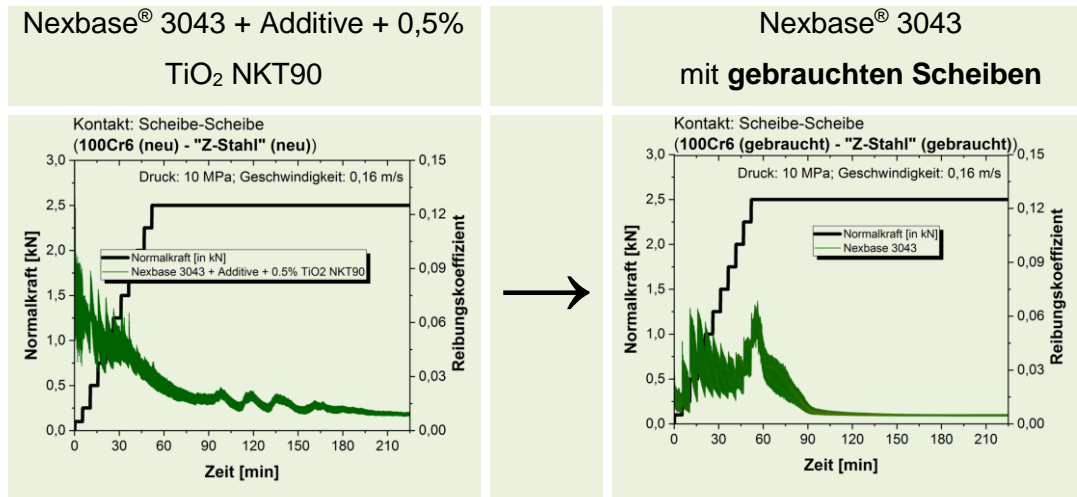 Nexbase® 3043 + Additive + 0,5%
TiO₂ NKT90
Nexbase® 3043
mit gebrauchten Scheiben
Kontakt: Scheibe-Scheibe
(100Cr6 (neu) - "Z-Stahl" (neu))
3,0
2,5
2,0
1,5
1,0
0,5
0,0
Normalkraft [kN]
Druck: 10 MPa; Geschwindigkeit: 0,16 m/s
Normalkraft [in kN]
Nexbase 3043 + Additive + 0.5% TiO2 NKT90
0,15
0,12
0,09
0,06
0,03
0,00
Reibungskoeffizient
0 30 60 90 120 150 180 210
Zeit [min]
→
Kontakt: Scheibe-Scheibe
(100Cr6 (gebraucht) - "Z-Stahl" (gebraucht))
3,0
2,5
2,0
1,5
1,0
0,5
0,0
Normalkraft [kN]
Druck: 10 MPa; Geschwindigkeit: 0,16 m/s
Normalkraft [in kN]
Nexbase 3043
0,15
0,12
0,09
0,06
0,03
0,00
Reibungskoeffizient
0 30 60 90 120 150 180 210
Zeit [min]